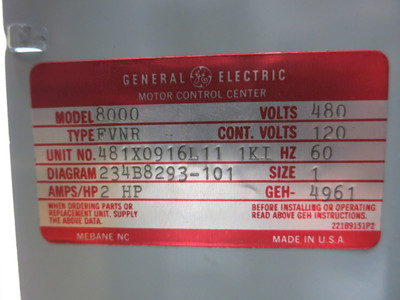 GENERAL GE ELECTRIC
MOTOR CONTROL CENTER
MODEL 8000 VOLTS 480
TYPE FVNR CONT. VOLTS 120
UNIT NO. 481X0916L11 1KI HZ 60
DIAGRAM 234B8293-101 SIZE 1
AMPS/HP 2 HP GEH- 4961
WHEN ORDERING PARTS OR BEFORE INSTALLING OR OPERATING
REPLACEMENT UNIT, SUPPLY READ ABOVE GEH INSTRUCTIONS.
THE ABOVE DATA. 221B9151P2
MEBANE NC MADE IN U.S.A.